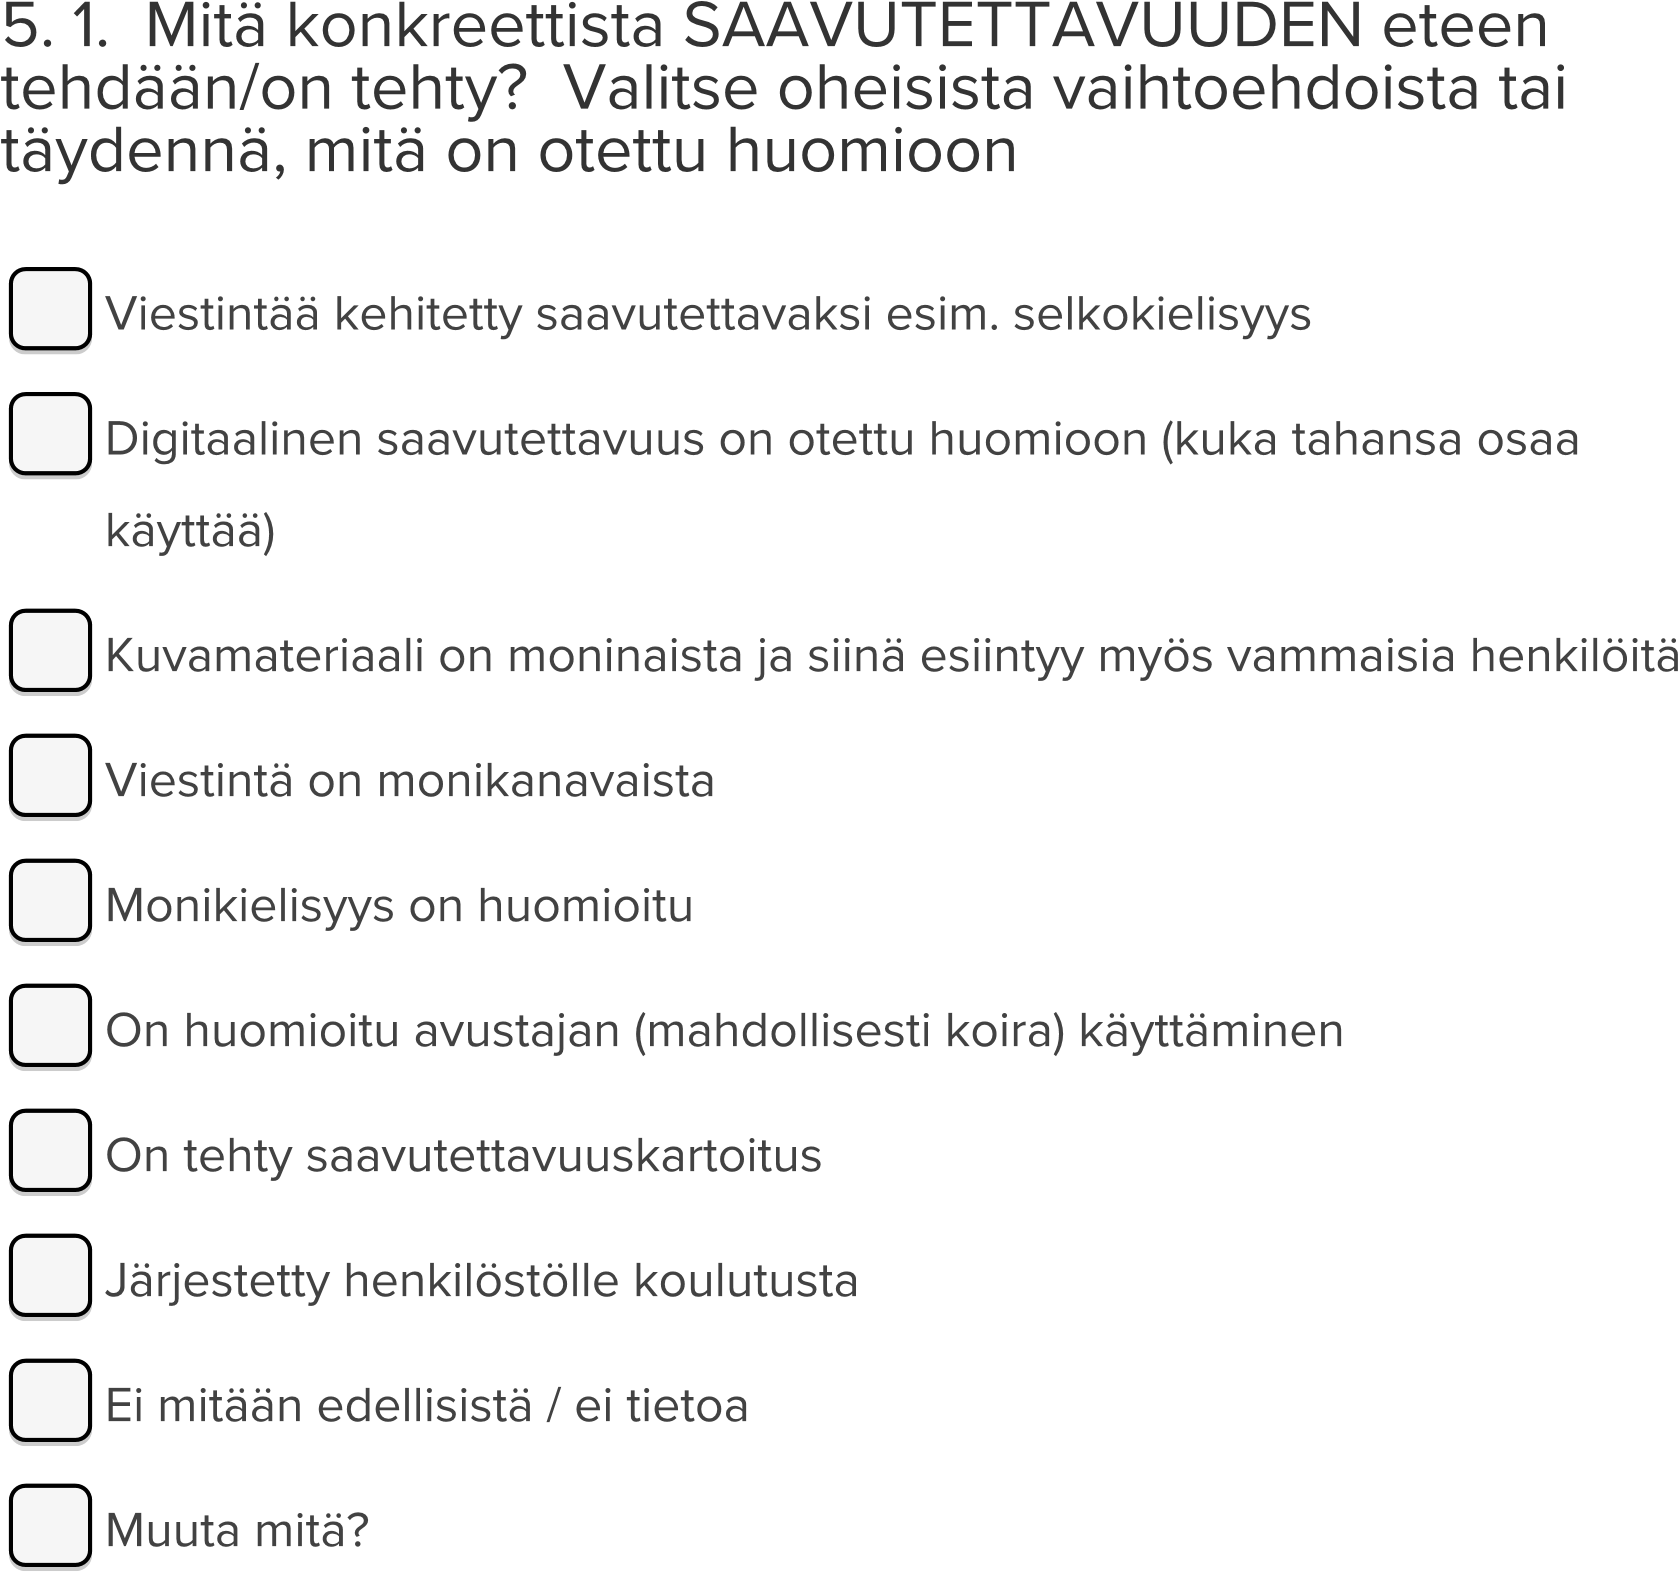 5. 1.  Mitä konkreettista SAAVUTETTAVUUDEN eteen
tehdään/on tehty?  Valitse oheisista vaihtoehdoista tai
täydennä, mitä on otettu huomioon
Viestintää kehitetty saavutettavaksi esim. selkokielisyys
Digitaalinen saavutettavuus on otettu huomioon (kuka tahansa osaa
käyttää)
Kuvamateriaali on moninaista ja siinä esiintyy myös vammaisia henkilöitä
Viestintä on monikanavaista
Monikielisyys on huomioitu
On huomioitu avustajan (mahdollisesti koira) käyttäminen
On tehty saavutettavuuskartoitus
Järjestetty henkilöstölle koulutusta
Ei mitään edellisistä / ei tietoa
Muuta mitä?